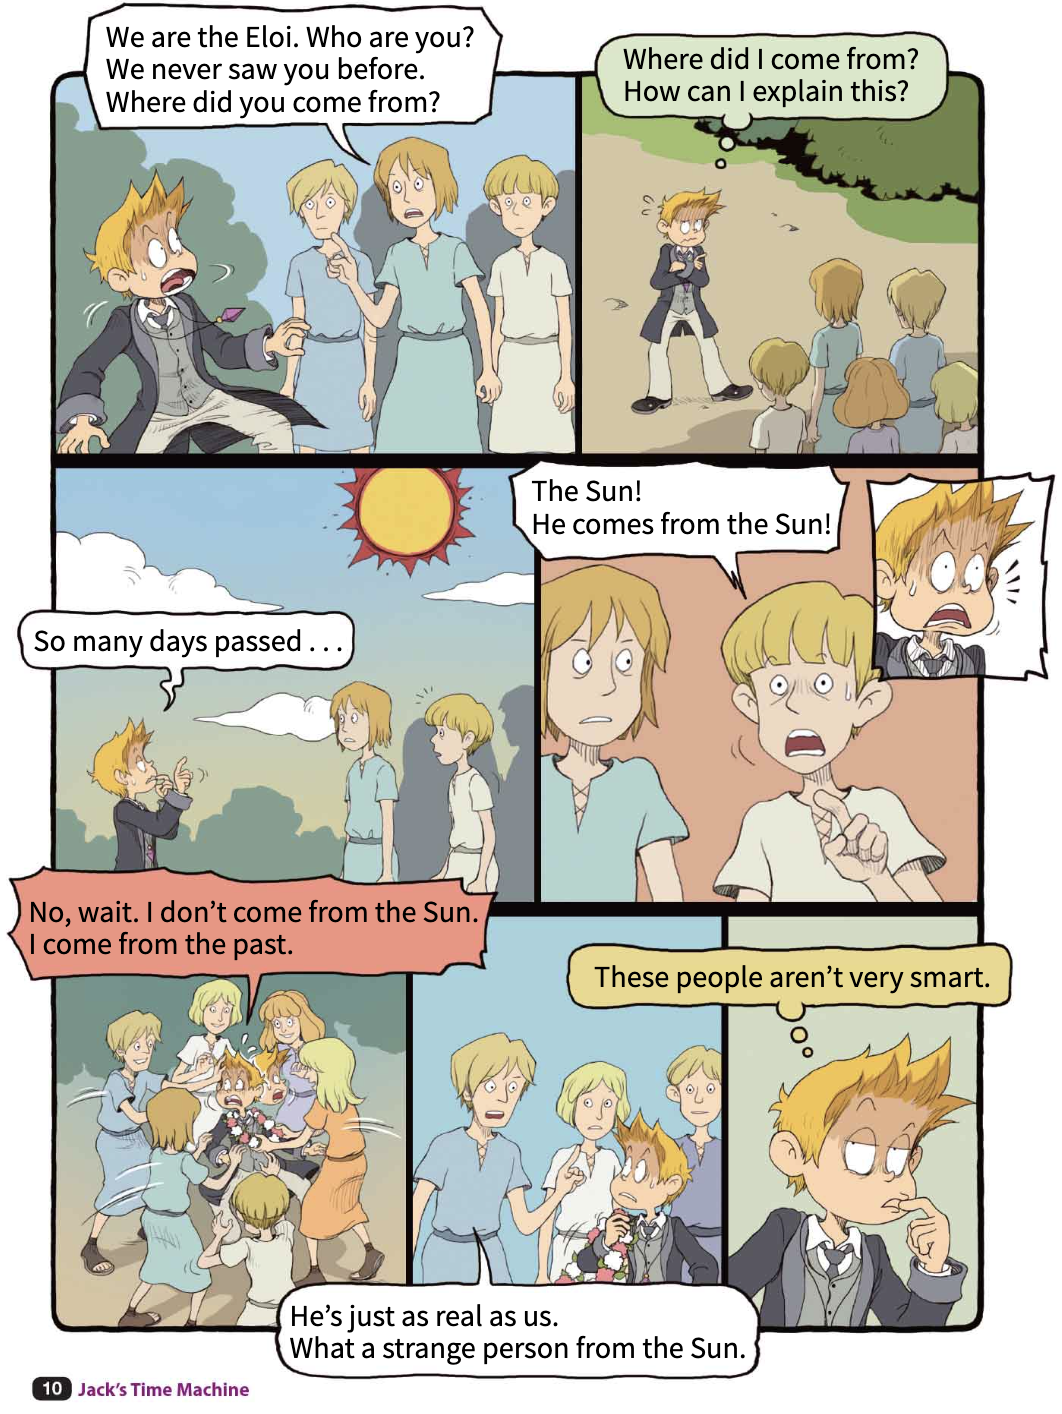 We are the Eloi. Who are you?
We never saw you before.
Where did you come from?
Where did I come from?
How can I explain this?
So many days passed . . .
The Sun!
He comes from the Sun!
No, wait. I don’t come from the Sun.
I come from the past.
He’s just as real as us.
What a strange person from the Sun.
These people aren’t very smart.
10 Jack’s Time Machine